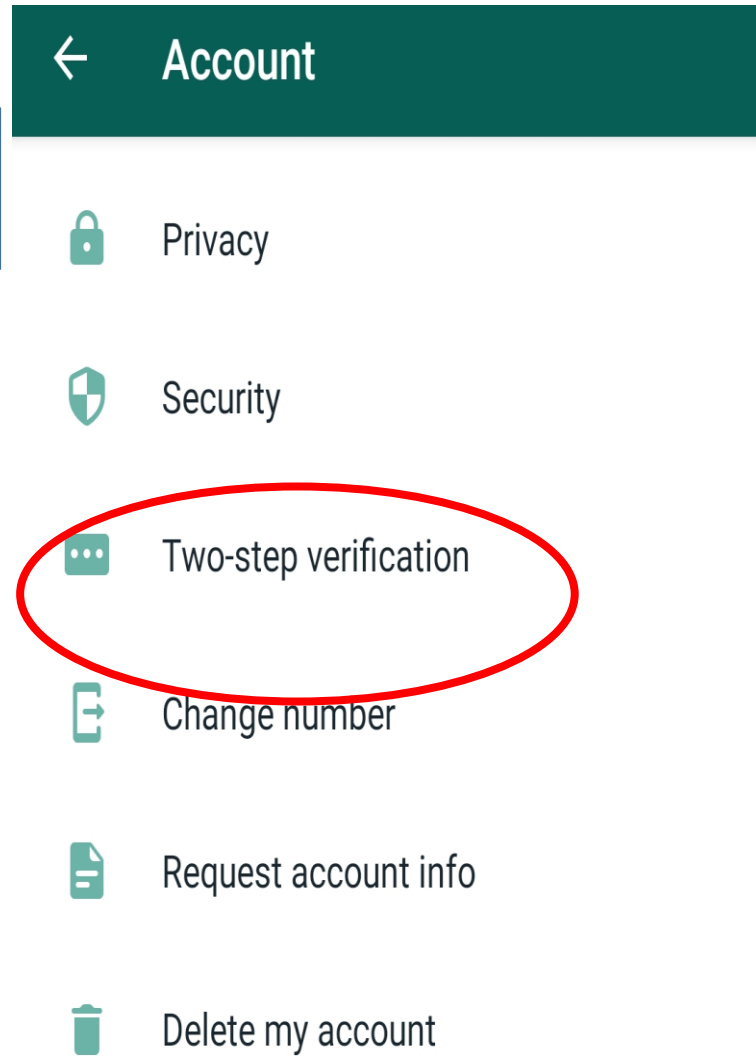 Account
Privacy
Security
Two-step verification
Change number
Request account info
Delete my account